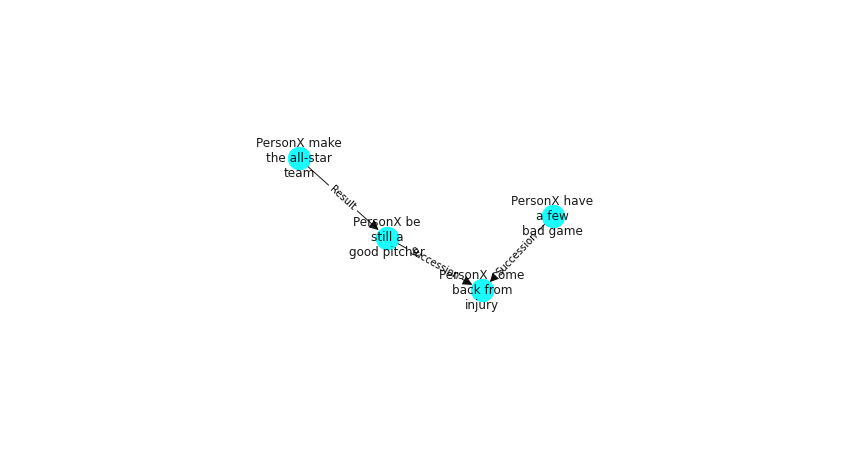 PersonX make
the all-star
team
Result
PersonX have
a few
bad game
PersonX be
still a
good pitcher
Succession
Succession
PersonX come
back from
injury